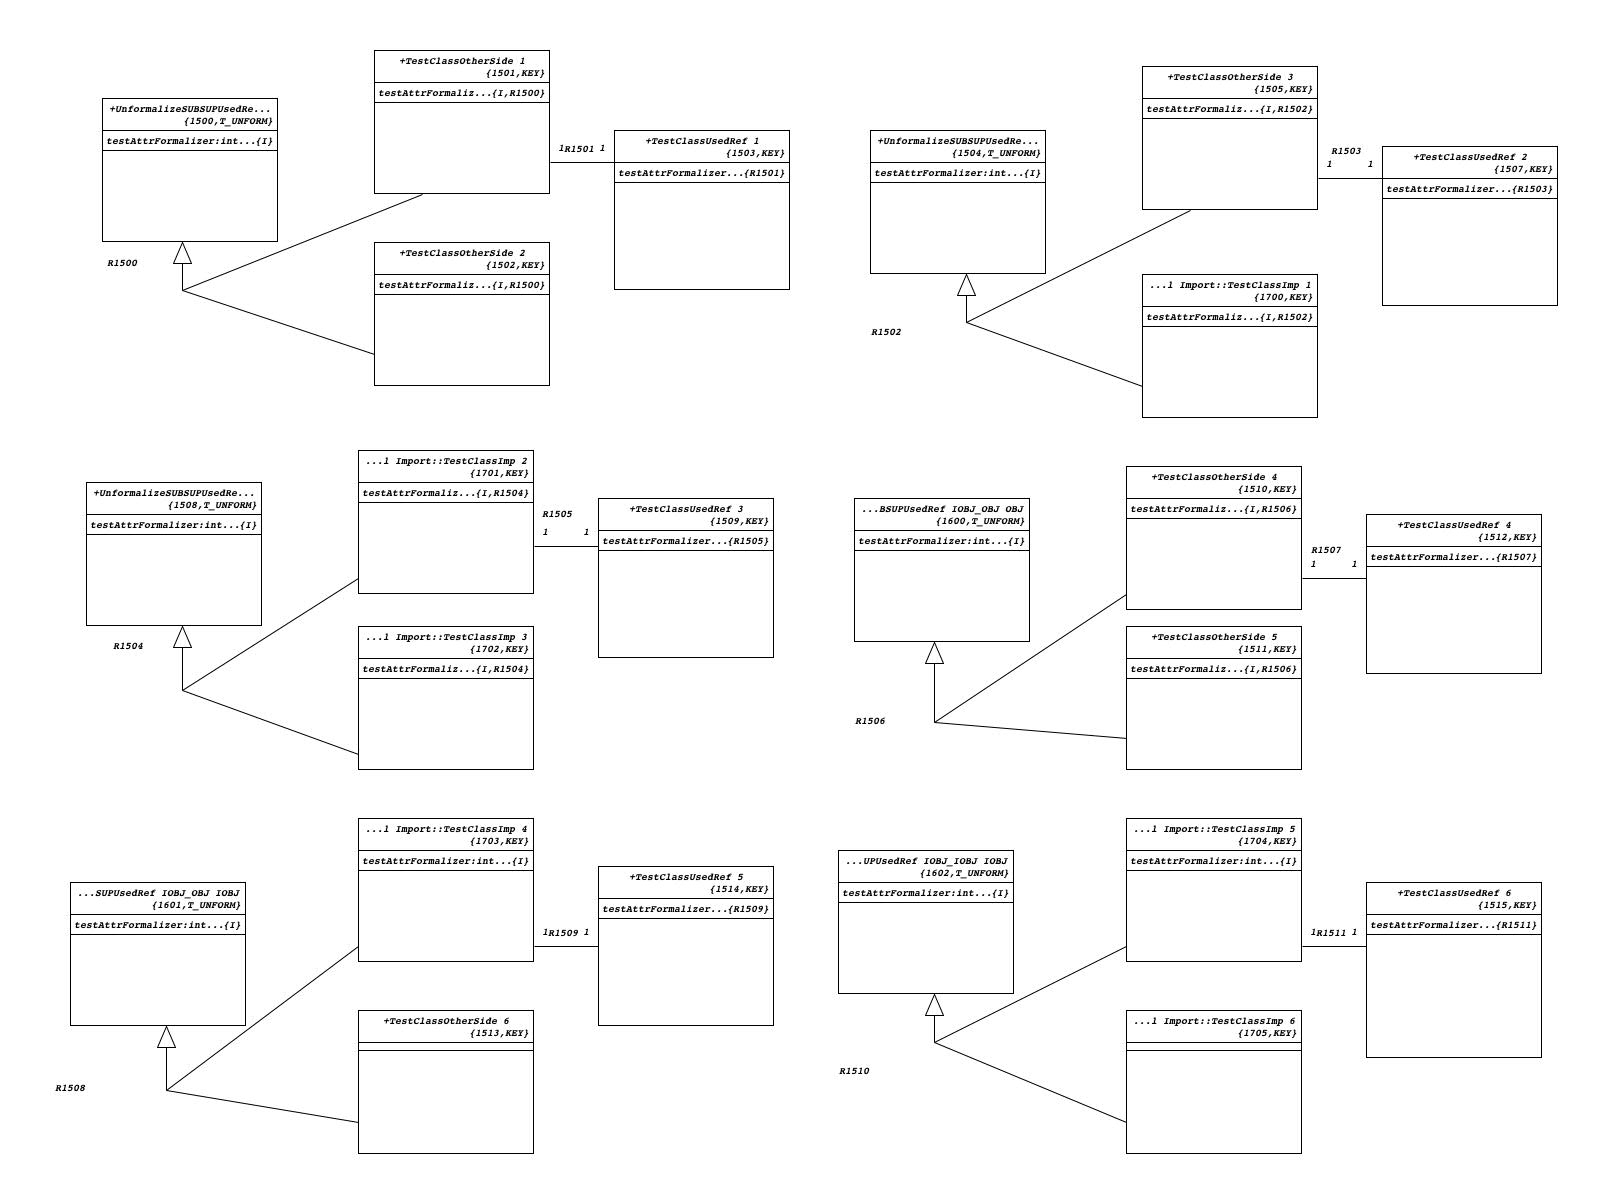 +UnformalizeSUBSUPUsedRe...
{1500,T_UNFORM}
testAttrFormalizer:int...{I}
R1500
+TestClassOtherSide 1
{1501,KEY}
testAttrFormaliz...{I,R1500}
1R1501 1
+TestClassUsedRef 1
{1503,KEY}
testAttrFormalizer...{R1501}
+TestClassOtherSide 2
{1502,KEY}
testAttrFormaliz...{I,R1500}
+UnformalizeSUBSUPUsedRe...
{1504,T_UNFORM}
testAttrFormalizer:int...{I}
R1502
+TestClassOtherSide 3
{1505,KEY}
testAttrFormaliz...{I,R1502}
R1503
1 1
+TestClassUsedRef 2
{1507,KEY}
testAttrFormalizer...{R1503}
...l Import::TestClassImp 1
{1700,KEY}
testAttrFormaliz...{I,R1502}
+UnformalizeSUBSUPUsedRe...
{1508,T_UNFORM}
testAttrFormalizer:int...{I}
R1504
...l Import::TestClassImp 2
{1701,KEY}
testAttrFormaliz...{I,R1504}
R1505
1 1
+TestClassUsedRef 3
{1509,KEY}
testAttrFormalizer...{R1505}
...l Import::TestClassImp 3
{1702,KEY}
testAttrFormaliz...{I,R1504}
...BSUPUsedRef IOBJ_OBJ OBJ
{1600,T_UNFORM}
testAttrFormalizer:int...{I}
R1506
+TestClassOtherSide 4
{1510,KEY}
testAttrFormaliz...{I,R1506}
R1507
1 1
+TestClassUsedRef 4
{1512,KEY}
testAttrFormalizer...{R1507}
+TestClassOtherSide 5
{1511,KEY}
testAttrFormaliz...{I,R1506}
...SUPUsedRef IOBJ_OBJ IOBJ
{1601,T_UNFORM}
testAttrFormalizer:int...{I}
R1508
...l Import::TestClassImp 4
{1703,KEY}
testAttrFormalizer:int...{I}
1R1509 1
+TestClassUsedRef 5
{1514,KEY}
testAttrFormalizer...{R1509}
+TestClassOtherSide 6
{1513,KEY}
...UPUsedRef IOBJ_IOBJ IOBJ
{1602,T_UNFORM}
testAttrFormalizer:int...{I}
R1510
...l Import::TestClassImp 5
{1704,KEY}
testAttrFormalizer:int...{I}
1R1511 1
+TestClassUsedRef 6
{1515,KEY}
testAttrFormalizer...{R1511}
...l Import::TestClassImp 6
{1705,KEY}